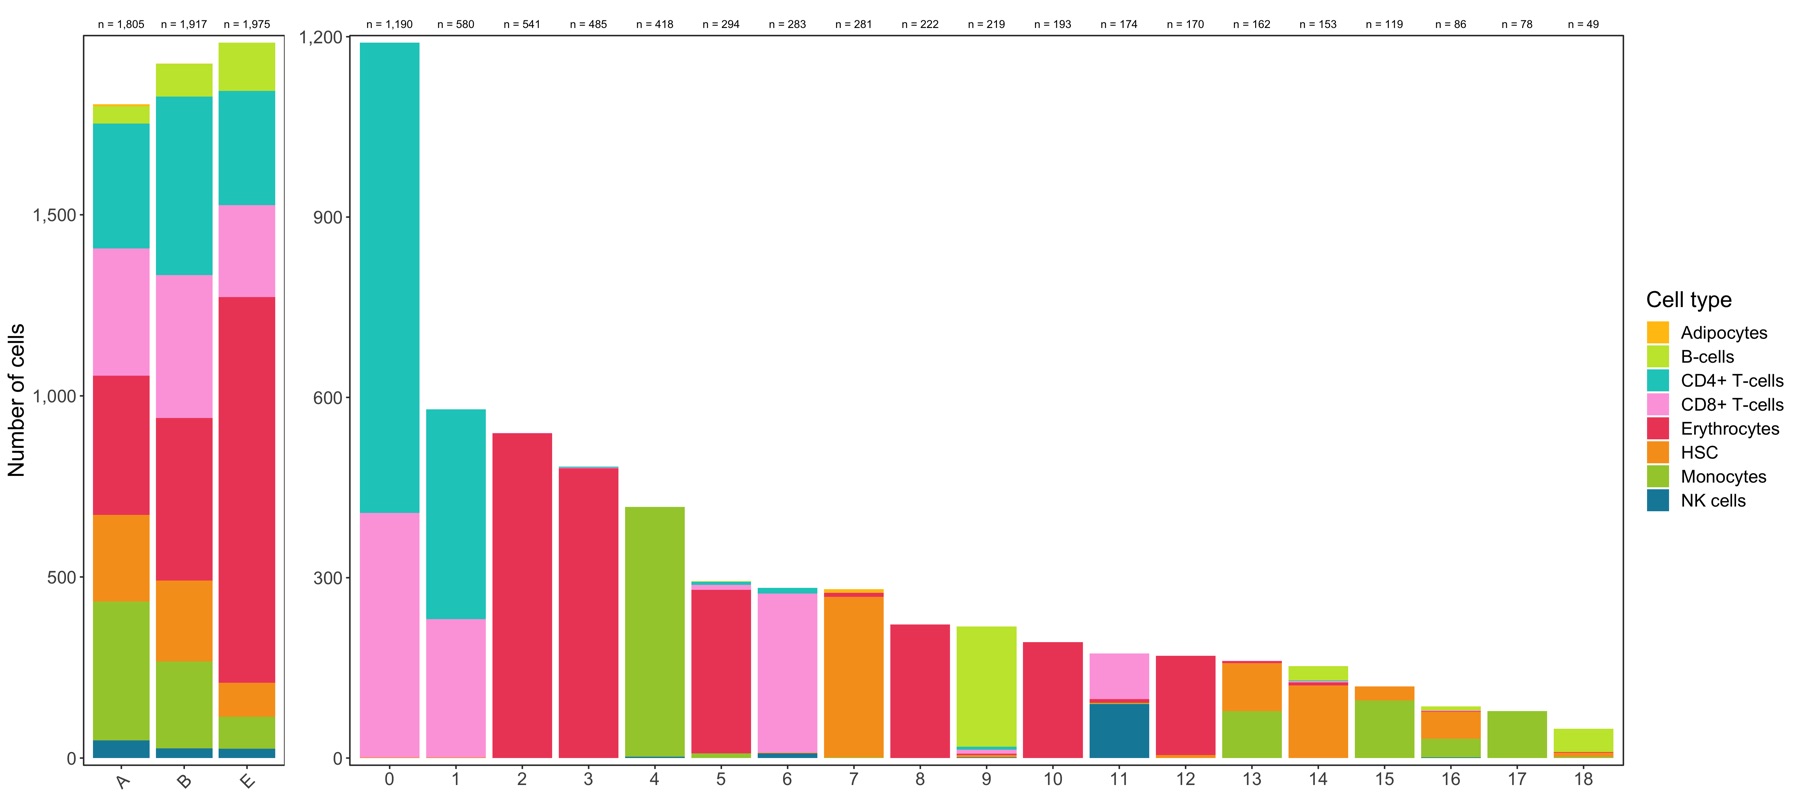 n = 1,805 n = 1,917 n = 1,975
n = 1,190 n = 580 n = 541 n = 485 n = 418 n = 294 n = 283 n = 281 n = 222 n = 219 n = 193 n = 174 n = 170 n = 162 n = 153 n = 119 n = 86 n = 78 n = 49
Number of cells
1,500
1,000
500
0
A B E
1,200
900
600
300
0
0 1 2 3 4 5 6 7 8 9 10 11 12 13 14 15 16 17 18
Cell type
Adipocytes
B-cells
CD4+ T-cells
CD8+ T-cells
Erythrocytes
HSC
Monocytes
NK cells